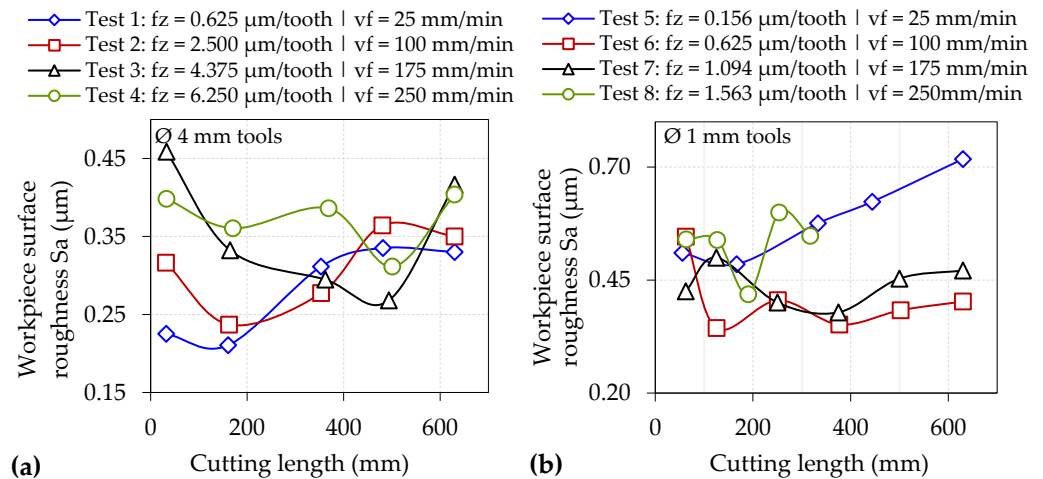 Test 1: fz = 0.625 µm/tooth | vf = 25 mm/min
Test 2: fz = 2.500 µm/tooth | vf = 100 mm/min
Test 3: fz = 4.375 µm/tooth | vf = 175 mm/min
Test 4: fz = 6.250 µm/tooth | vf = 250 mm/min
Ø 4 mm tools
0.45
0.35
0.25
0.15
Workpiece surface
roughness Sa (µm)
0 200 400 600
Cutting length (mm)
(a)
Test 5: fz = 0.156 µm/tooth | vf = 25 mm/min
Test 6: fz = 0.625 µm/tooth | vf = 100 mm/min
Test 7: fz = 1.094 µm/tooth | vf = 175 mm/min
Test 8: fz = 1.563 µm/tooth | vf = 250mm/min
Ø 1 mm tools
0.70
0.45
0.20
Workpiece surface
roughness Sa (µm)
0 200 400 600
Cutting length (mm)
(b)